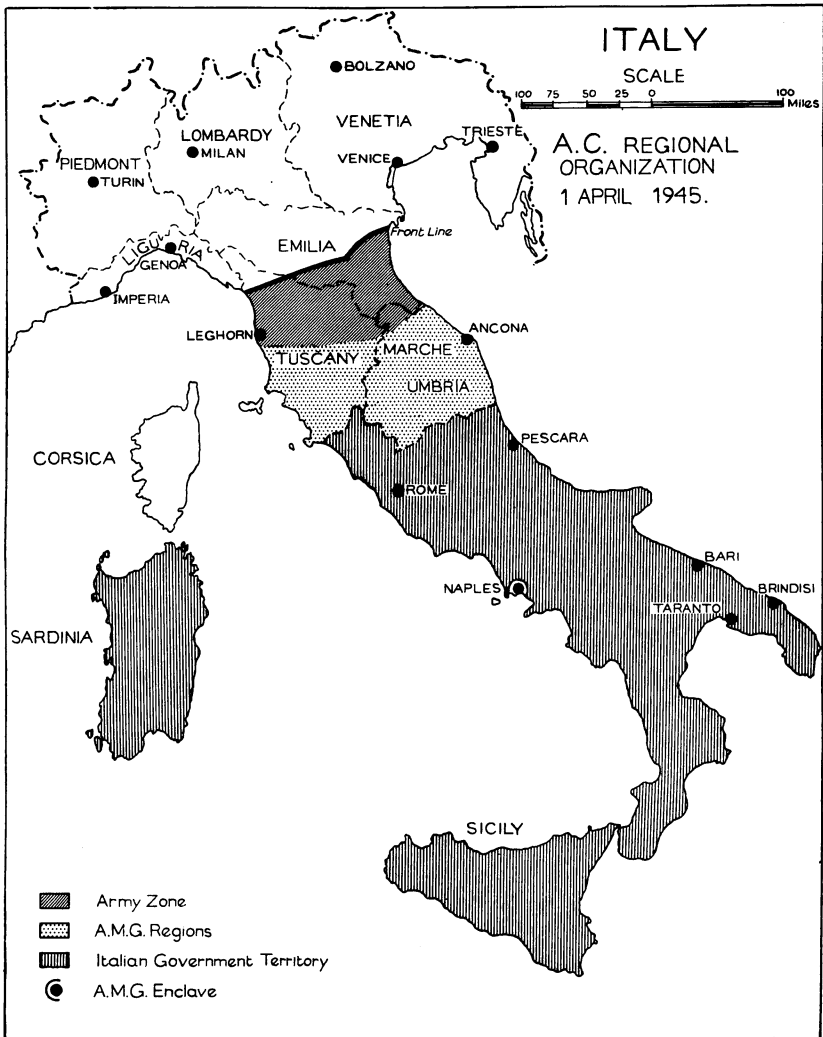 ITALY
SCALE
100 75 50 25 0 100
Miles
A.C. REGIONAL
ORGANIZATION
1 APRIL 1945.
BOLZANO
VENETIA
TRIESTE
LOMBARDY
MILAN
VENICE
PIEDMONT
TURIN
EMILIA
Front Line
LIGURIA
GENOA
IMPERIA
LEGHORN
ANCONA
TUSCANY
MARCHE
UMBRIA
PESCARA
CORSICA
ROME
BARI
NAPLES
BRINDISI
TARANTO
SARDINIA
SICILY
Army Zone
A.M.G. Regions
Italian Government Territory
A.M.G. Enclave